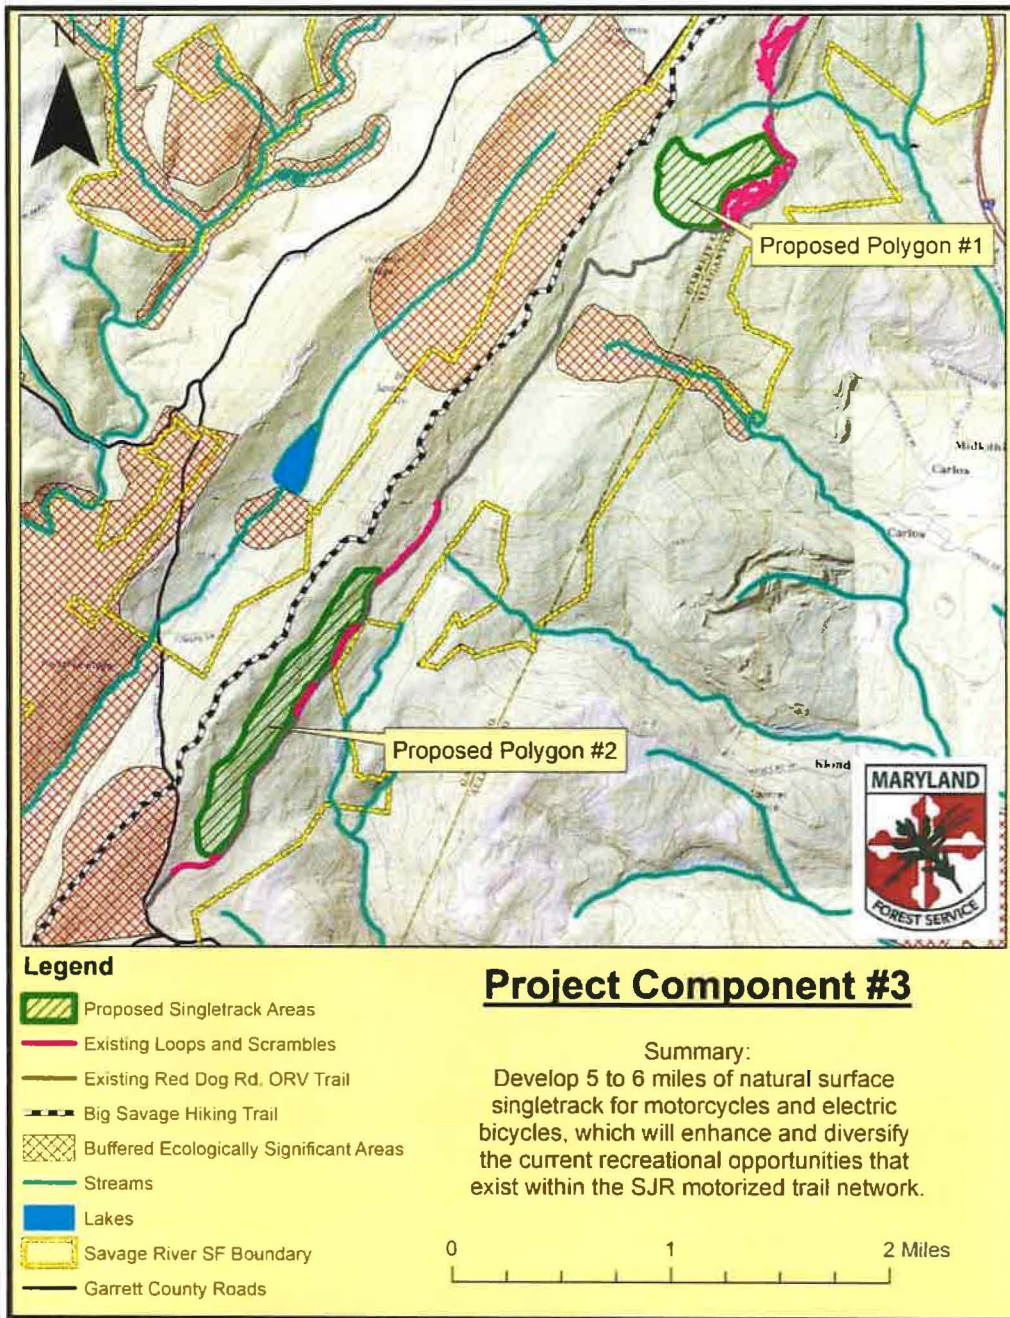 N
Proposed Polygon #1
Midlothi
Carlos
Carlos
Proposed Polygon #2
Klond
MARYLAND
FOREST SERVICE
Legend
Proposed Singletrack Areas
Existing Loops and Scrambles
Existing Red Dog Rd. ORV Trail
Big Savage Hiking Trail
Buffered Ecologically Significant Areas
Streams
Lakes
Savage River SF Boundary
Garrett County Roads
Project Component #3
Summary:
Develop 5 to 6 miles of natural surface
singletrack for motorcycles and electric
bicycles, which will enhance and diversify
the current recreational opportunities that
exist within the SJR motorized trail network.
0 1 2 Miles